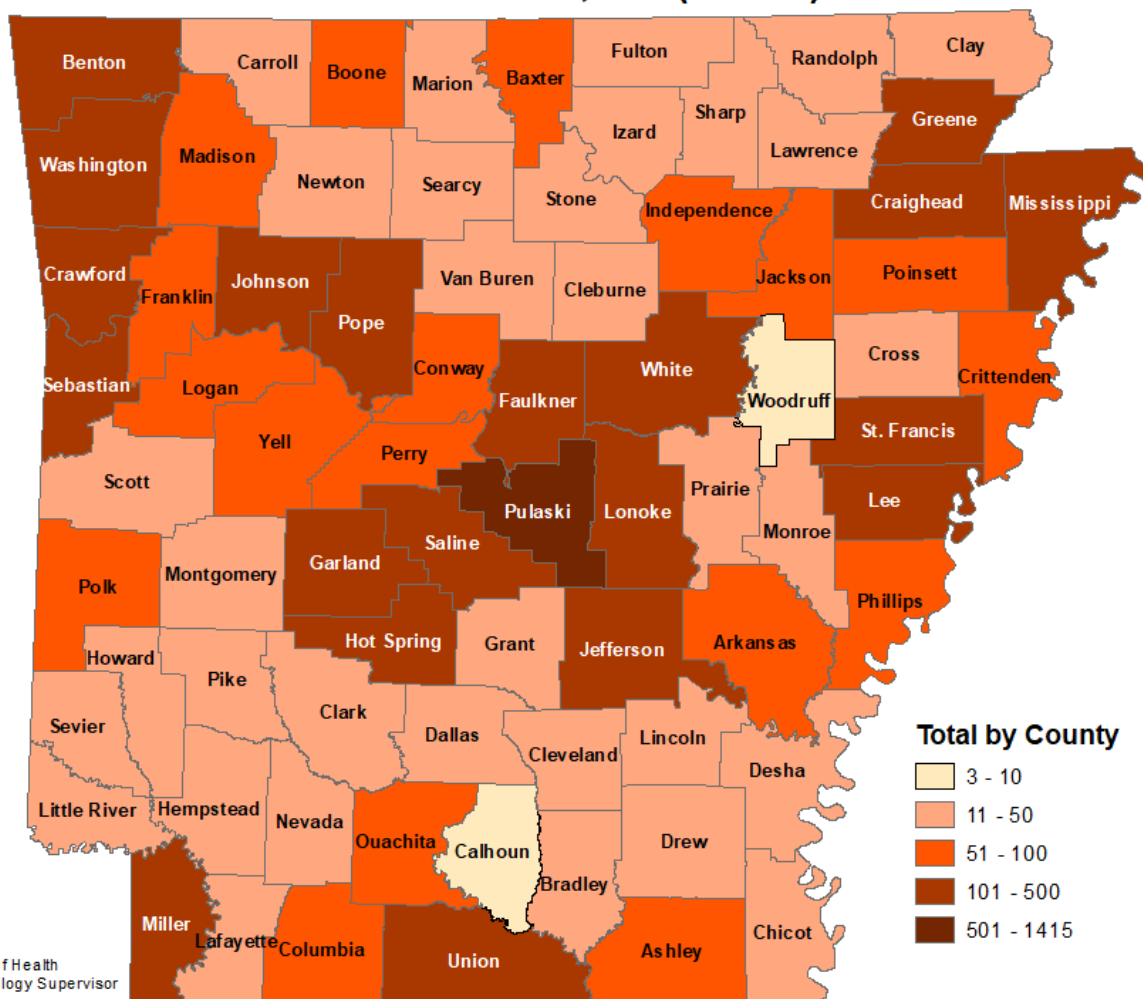 Benton
Carroll
Boone
Marion
Baxter
Fulton
Randolph
Clay
Sharp
Greene
Izard
Lawrence
Washington
Madison
Newton
Searcy
Stone
Independence
Craighead
Mississippi
Crawford
Franklin
Johnson
Van Buren
Cleburne
Jackson
Poinsett
Pope
Cross
Conway
White
Crittenden
Sebastian
Logan
Faulkner
Woodruff
St. Francis
Yell
Perry
Scott
Prairie
Lee
Pulaski
Lonoke
Monroe
Saline
Garland
Montgomery
Polk
Phillips
Hot Spring
Grant
Jefferson
Arkansas
Howard
Pike
Clark
Sevier
Dallas
Cleveland
Lincoln
Desha
Little River
Hempstead
Nevada
Ouachita
Calhoun
Drew
Bradley
Miller
Lafayette
Columbia
Union
Ashley
Chicot
Total by County
3 - 10
11 - 50
51 - 100
101 - 500
501 - 1415
f Health
logy Supervisor